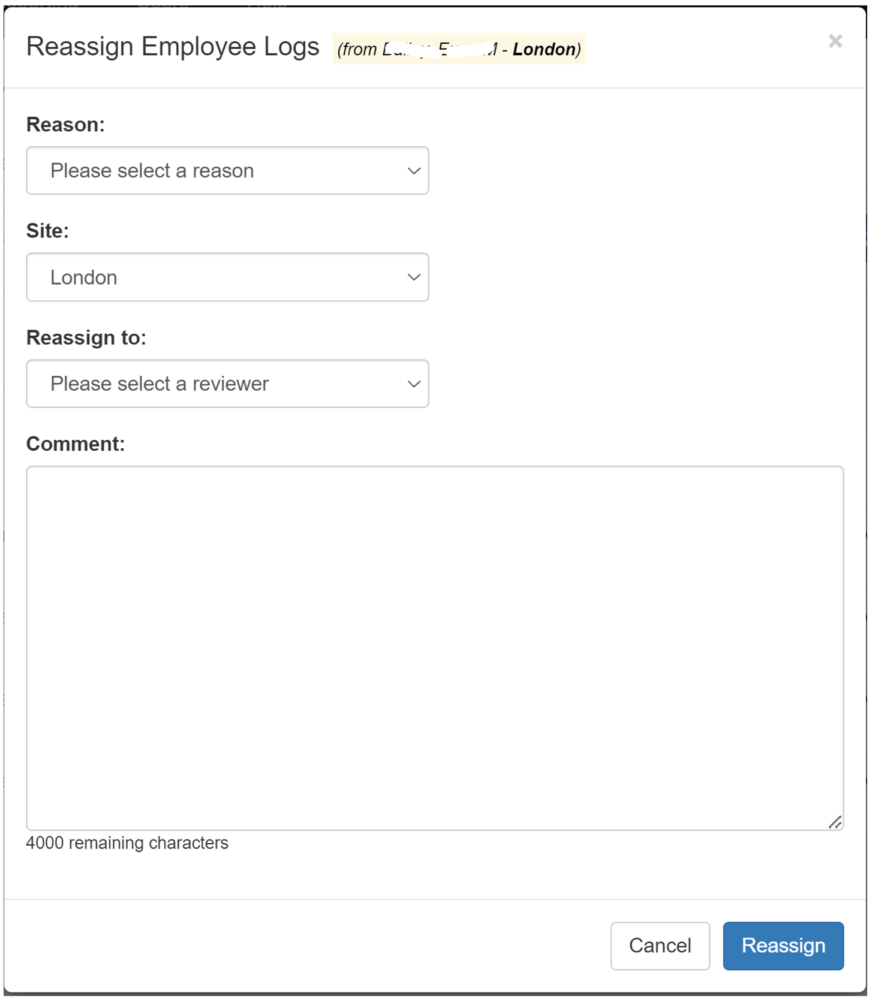 Reassign Employee Logs (from M - London)
Reason:
Please select a reason
Site:
London
Reassign to:
Please select a reviewer
Comment:
4000 remaining characters
Cancel Reassign